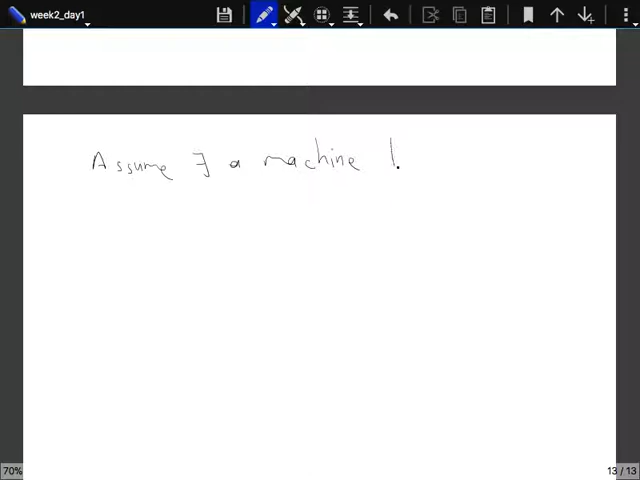 week2_day1
Assume ∃ a machine
70%
13 / 13